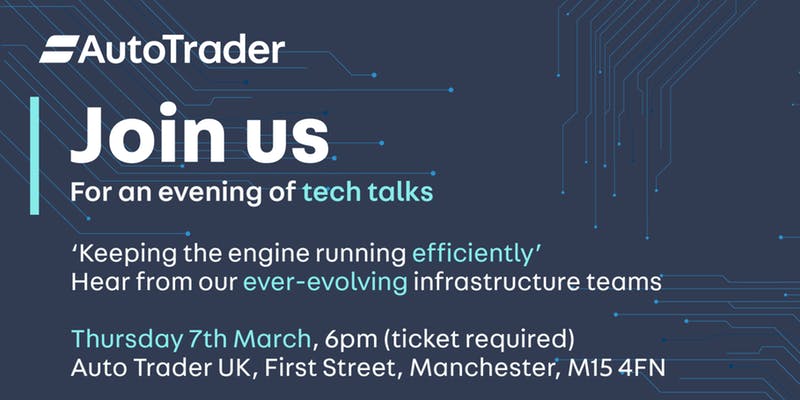 AutoTrader
Join us
For an evening of tech talks
‘Keeping the engine running efficiently’
Hear from our ever-evolving infrastructure teams
Thursday 7th March, 6pm (ticket required)
Auto Trader UK, First Street, Manchester, M15 4FN